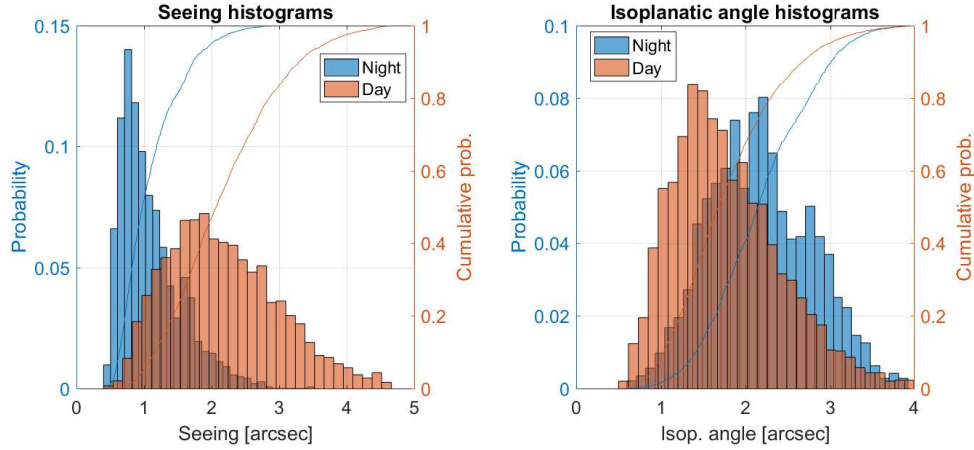 Seeing histograms
0.15
0.1
0.05
0
Probability
1
0.8
0.6
0.4
0.2
0
Cumulative prob.
Night
Day
0 1 2 3 4 5
Seeing [arcsec]
Isoplanatic angle histograms
0.1
0.08
0.06
0.04
0.02
0
Probability
1
0.8
0.6
0.4
0.2
0
Cumulative prob.
Night
Day
0 1 2 3 4
Isop. angle [arcsec]